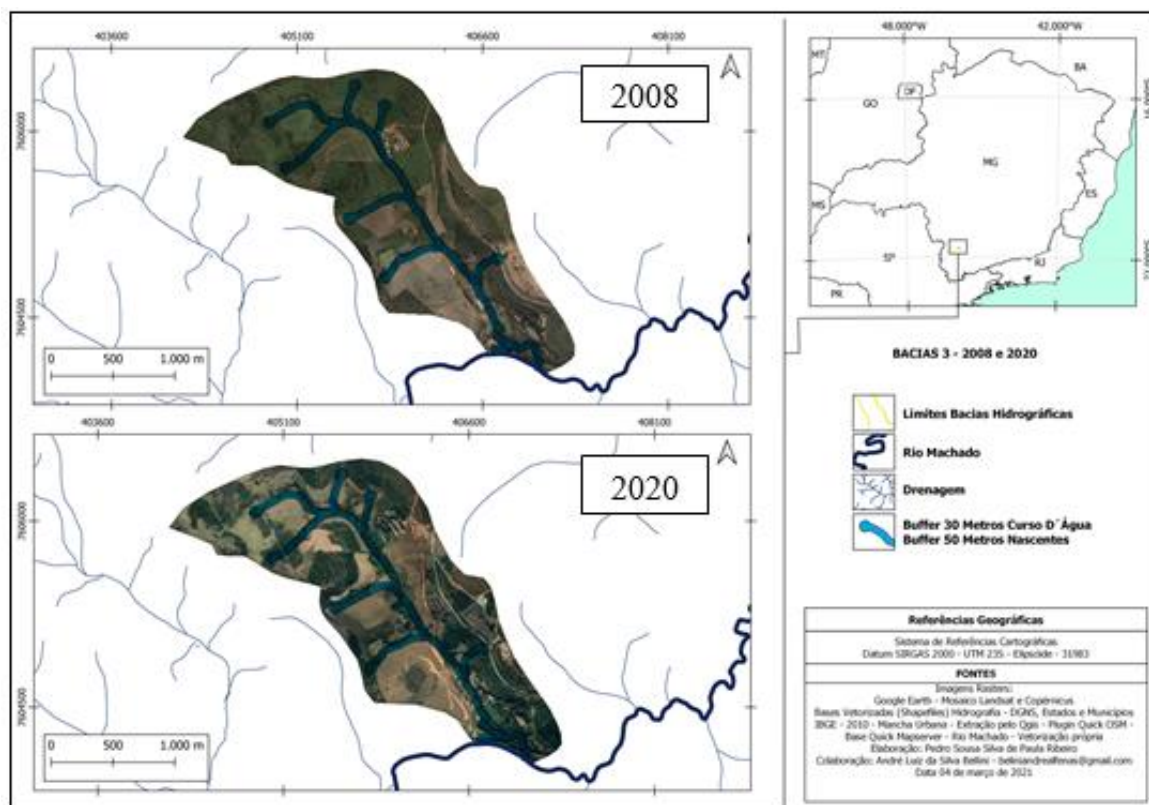 403600 405100 406600 408100
2008
7606000
7604500
0 500 1.000 m
403600 405100 406600 408100
2020
7606000
7604500
0 500 1.000 m
48.000°W 42.000°W
MT
BA
GO
DF
MG
ES
MS
SP
RJ
PR
BACIAS 3 - 2008 e 2020
Limites Bacias Hidrográficas
Rio Machado
Drenagem
Buffer 30 Metros Curso D´Água
Buffer 50 Metros Nascentes
Referências Geográficas
Sistema de Referências Cartográficas
Datum SIRGAS 2000 - UTM 23S - Elipsóide - 31983
FONTES
Imagens Rasters:
Google Earth - Mosaico Landsat e Copérnicus
Bases Vetorizadas (Shapefiles) Hidrografia - DGNS, Estados e Municípios
IBGE - 2010 - Mancha Urbana - Extração pelo Qgis - Plugin Quick OSM -
Base Quick Mapserver - Rio Machado - Vetorização própria
Elaboração: Pedro Sousa Silva de Paula Ribeiro
Colaboração: André Luiz da Silva Bellini - beliniandrealfenas@gmail.com
Data 04 de março de 2021